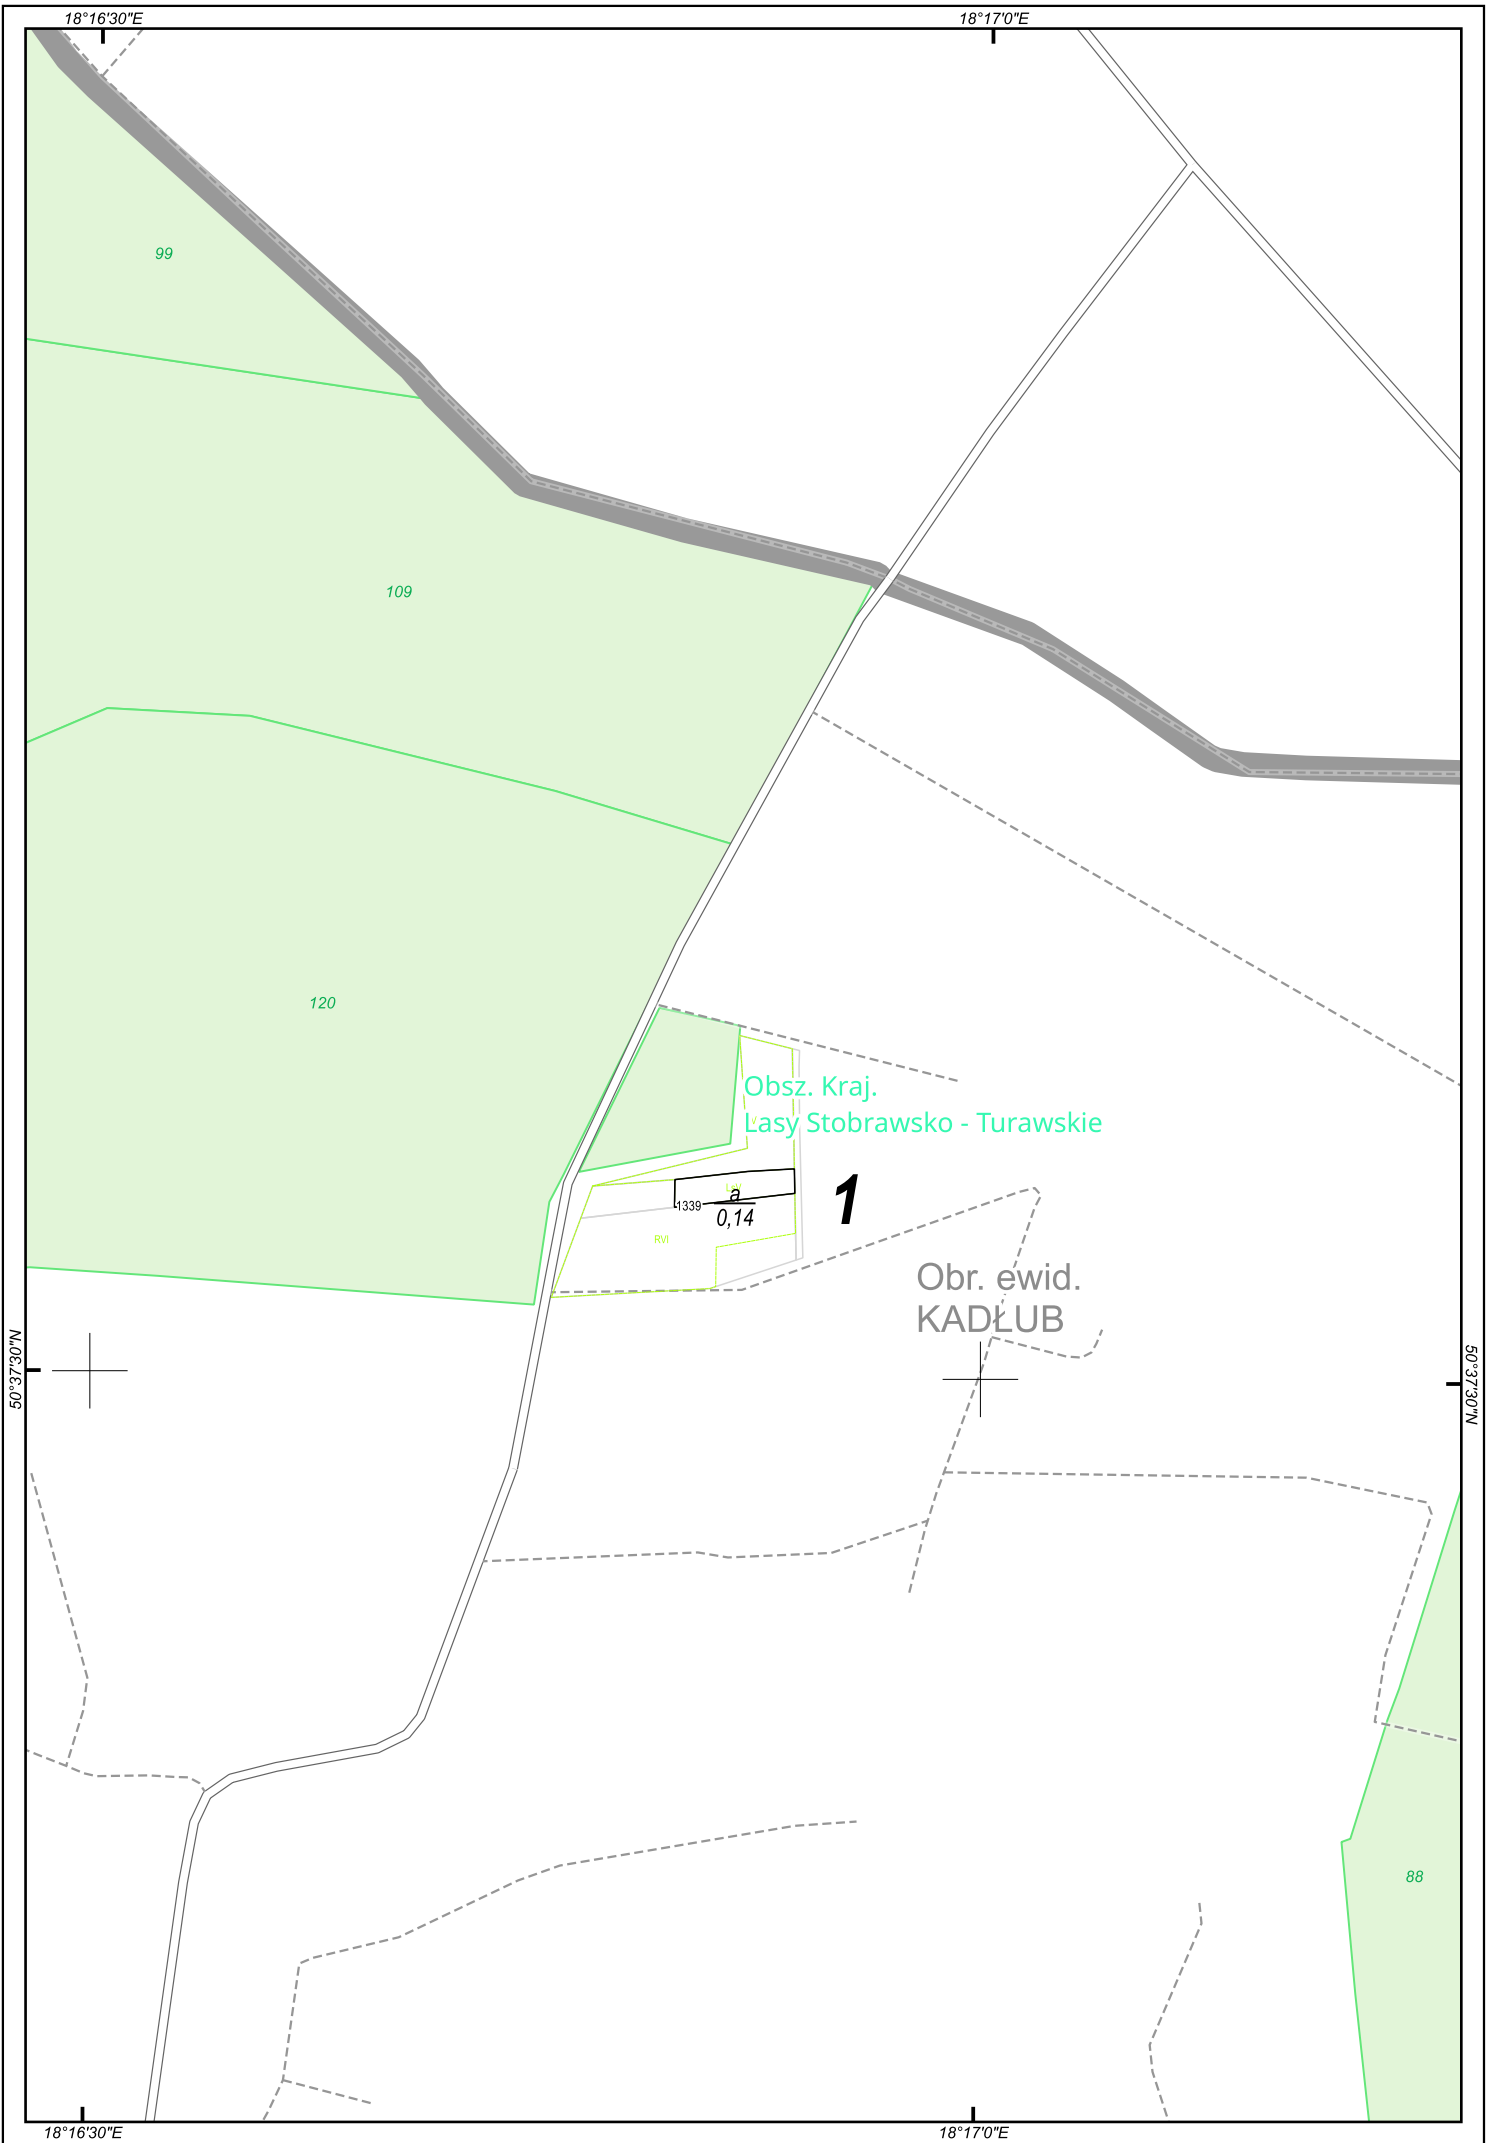 18°16'30"E
18°17'0"E
99
109
120
Obsz. Kraj.
Lasy Stobrawsko - Turawskie
1
a
1339
0,14
RVI
Obr. ewid.
KADŁUB
50°37'30"N
50°37'30"N
88
18°16'30"E
18°17'0"E